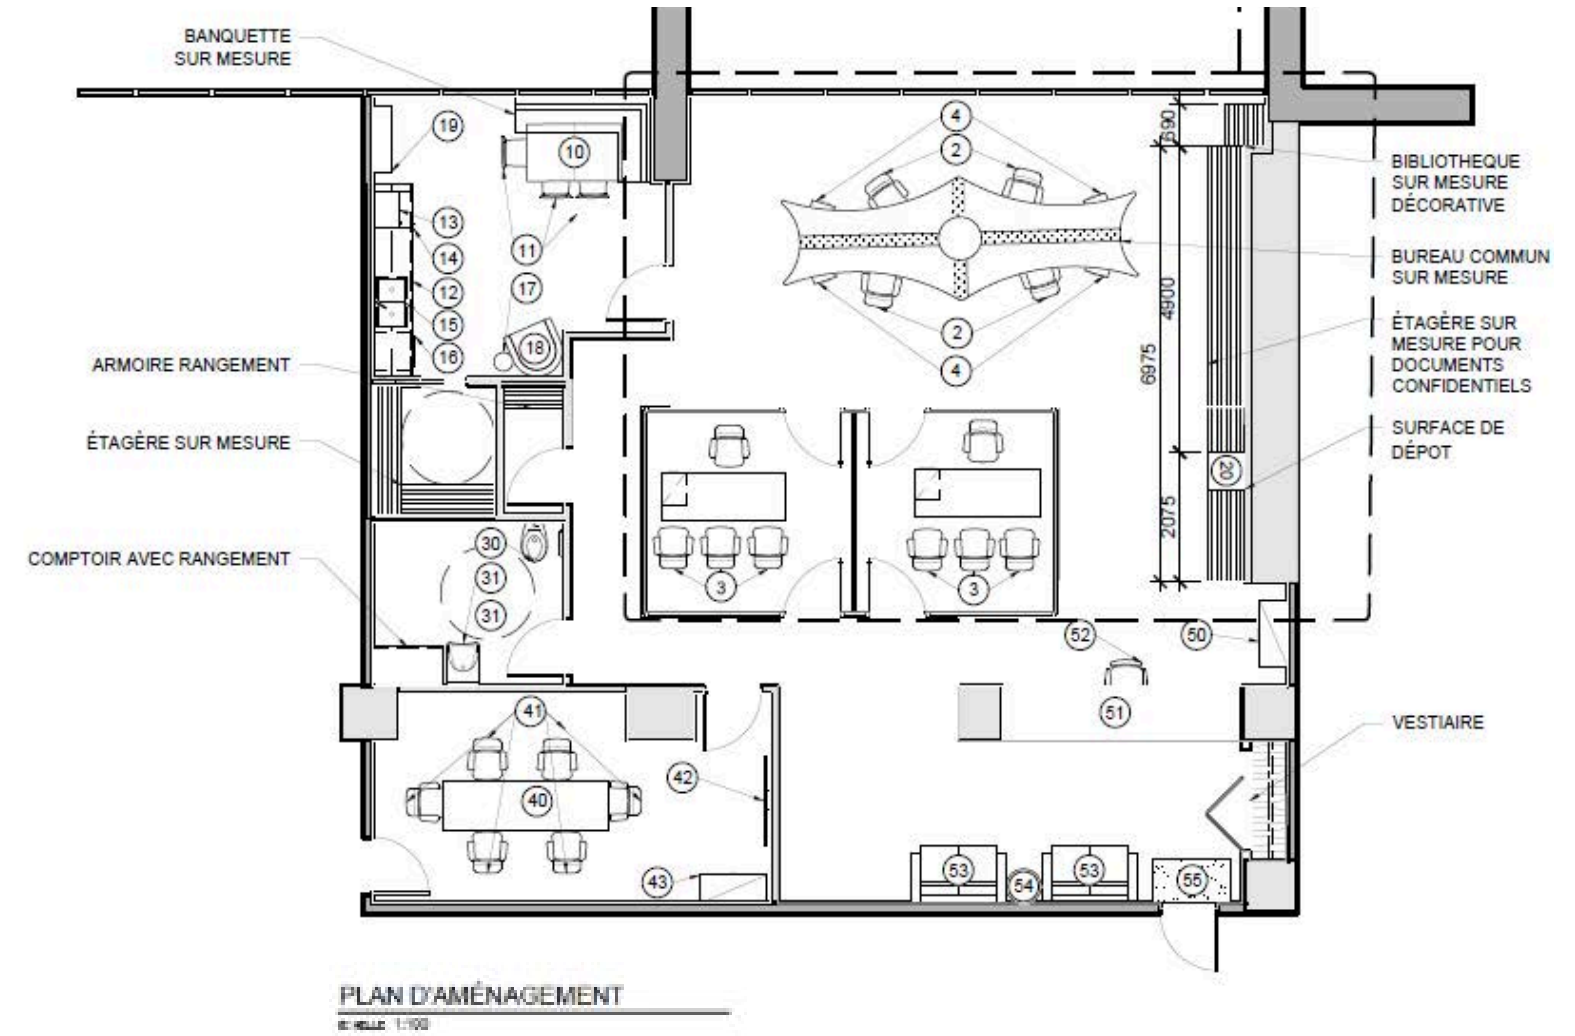 BANQUETTE
SUR MESURE
19
10
4
2
690
BIBLIOTHEQUE
SUR MESURE
DÉCORATIVE
13
14
11
12
17
15
16
18
BUREAU COMMUN
SUR MESURE
4900
6975
2
4
ÉTAGÈRE SUR
MESURE POUR
DOCUMENTS
CONFIDENTIELS
ARMOIRE RANGEMENT
ÉTAGÈRE SUR MESURE
SURFACE DE
DÉPOT
20
2075
COMPTOIR AVEC RANGEMENT
30
31
31
3
3
52
50
41
51
VESTIAIRE
42
40
43
53
54
53
55
PLAN D'AMÉNAGEMENT
1:100